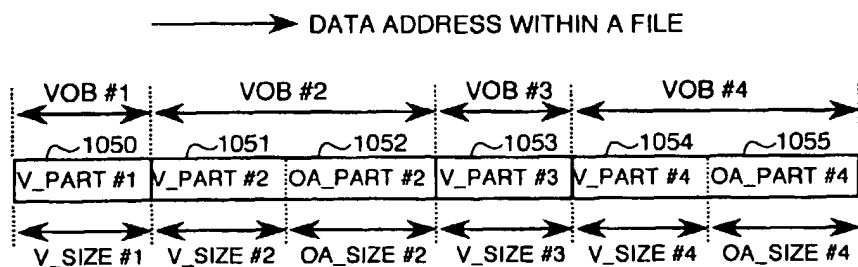 DATA ADDRESS WITHIN A FILE
VOB #1 VOB #2 VOB #3 VOB #4
1050 1051 1052 1053 1054 1055
V_PART #1 V_PART #2 OA_PART #2 V_PART #3 V_PART #4 OA_PART #4
V_SIZE #1 V_SIZE #2 OA_SIZE #2 V_SIZE #3 V_SIZE #4 OA_SIZE #4